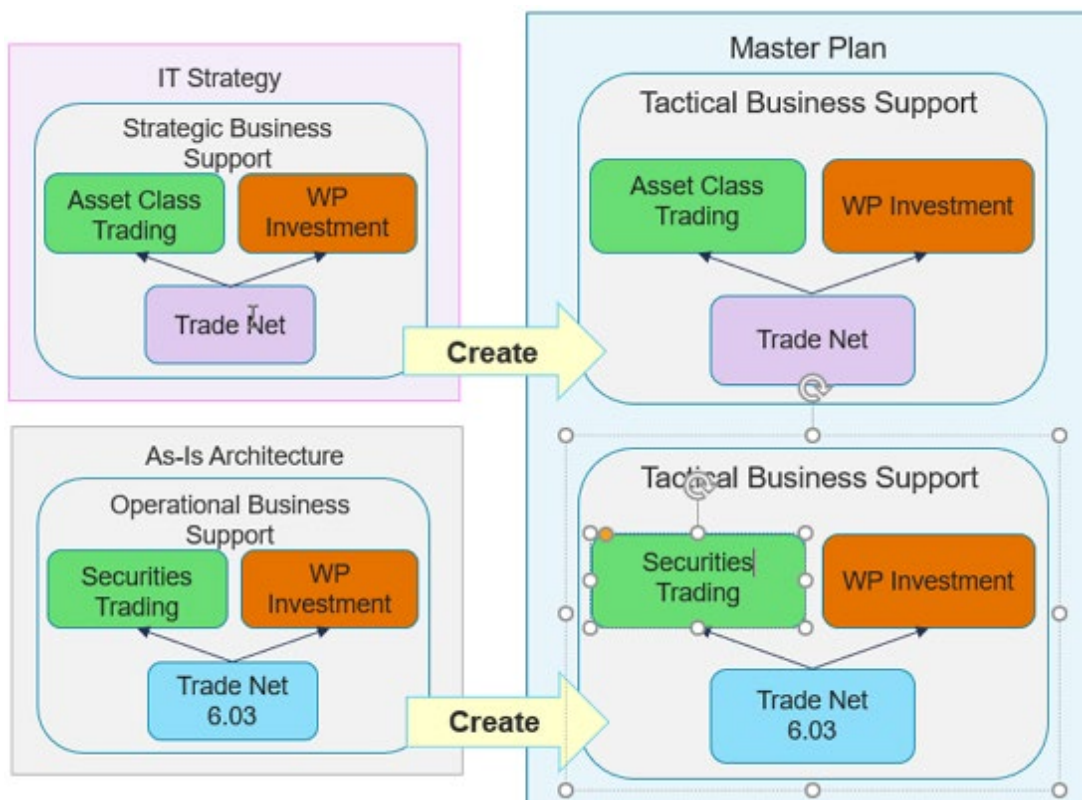 IT Strategy
Strategic Business
Support
Asset Class
Trading
WP
Investment
Trade Net
Create
As-Is Architecture
Operational Business
Support
Securities
Trading
WP
Investment
Trade Net
6.03
Create
Master Plan
Tactical Business Support
Asset Class
Trading
WP Investment
Trade Net
Tactical Business Support
Securities
Trading
WP Investment
Trade Net
6.03